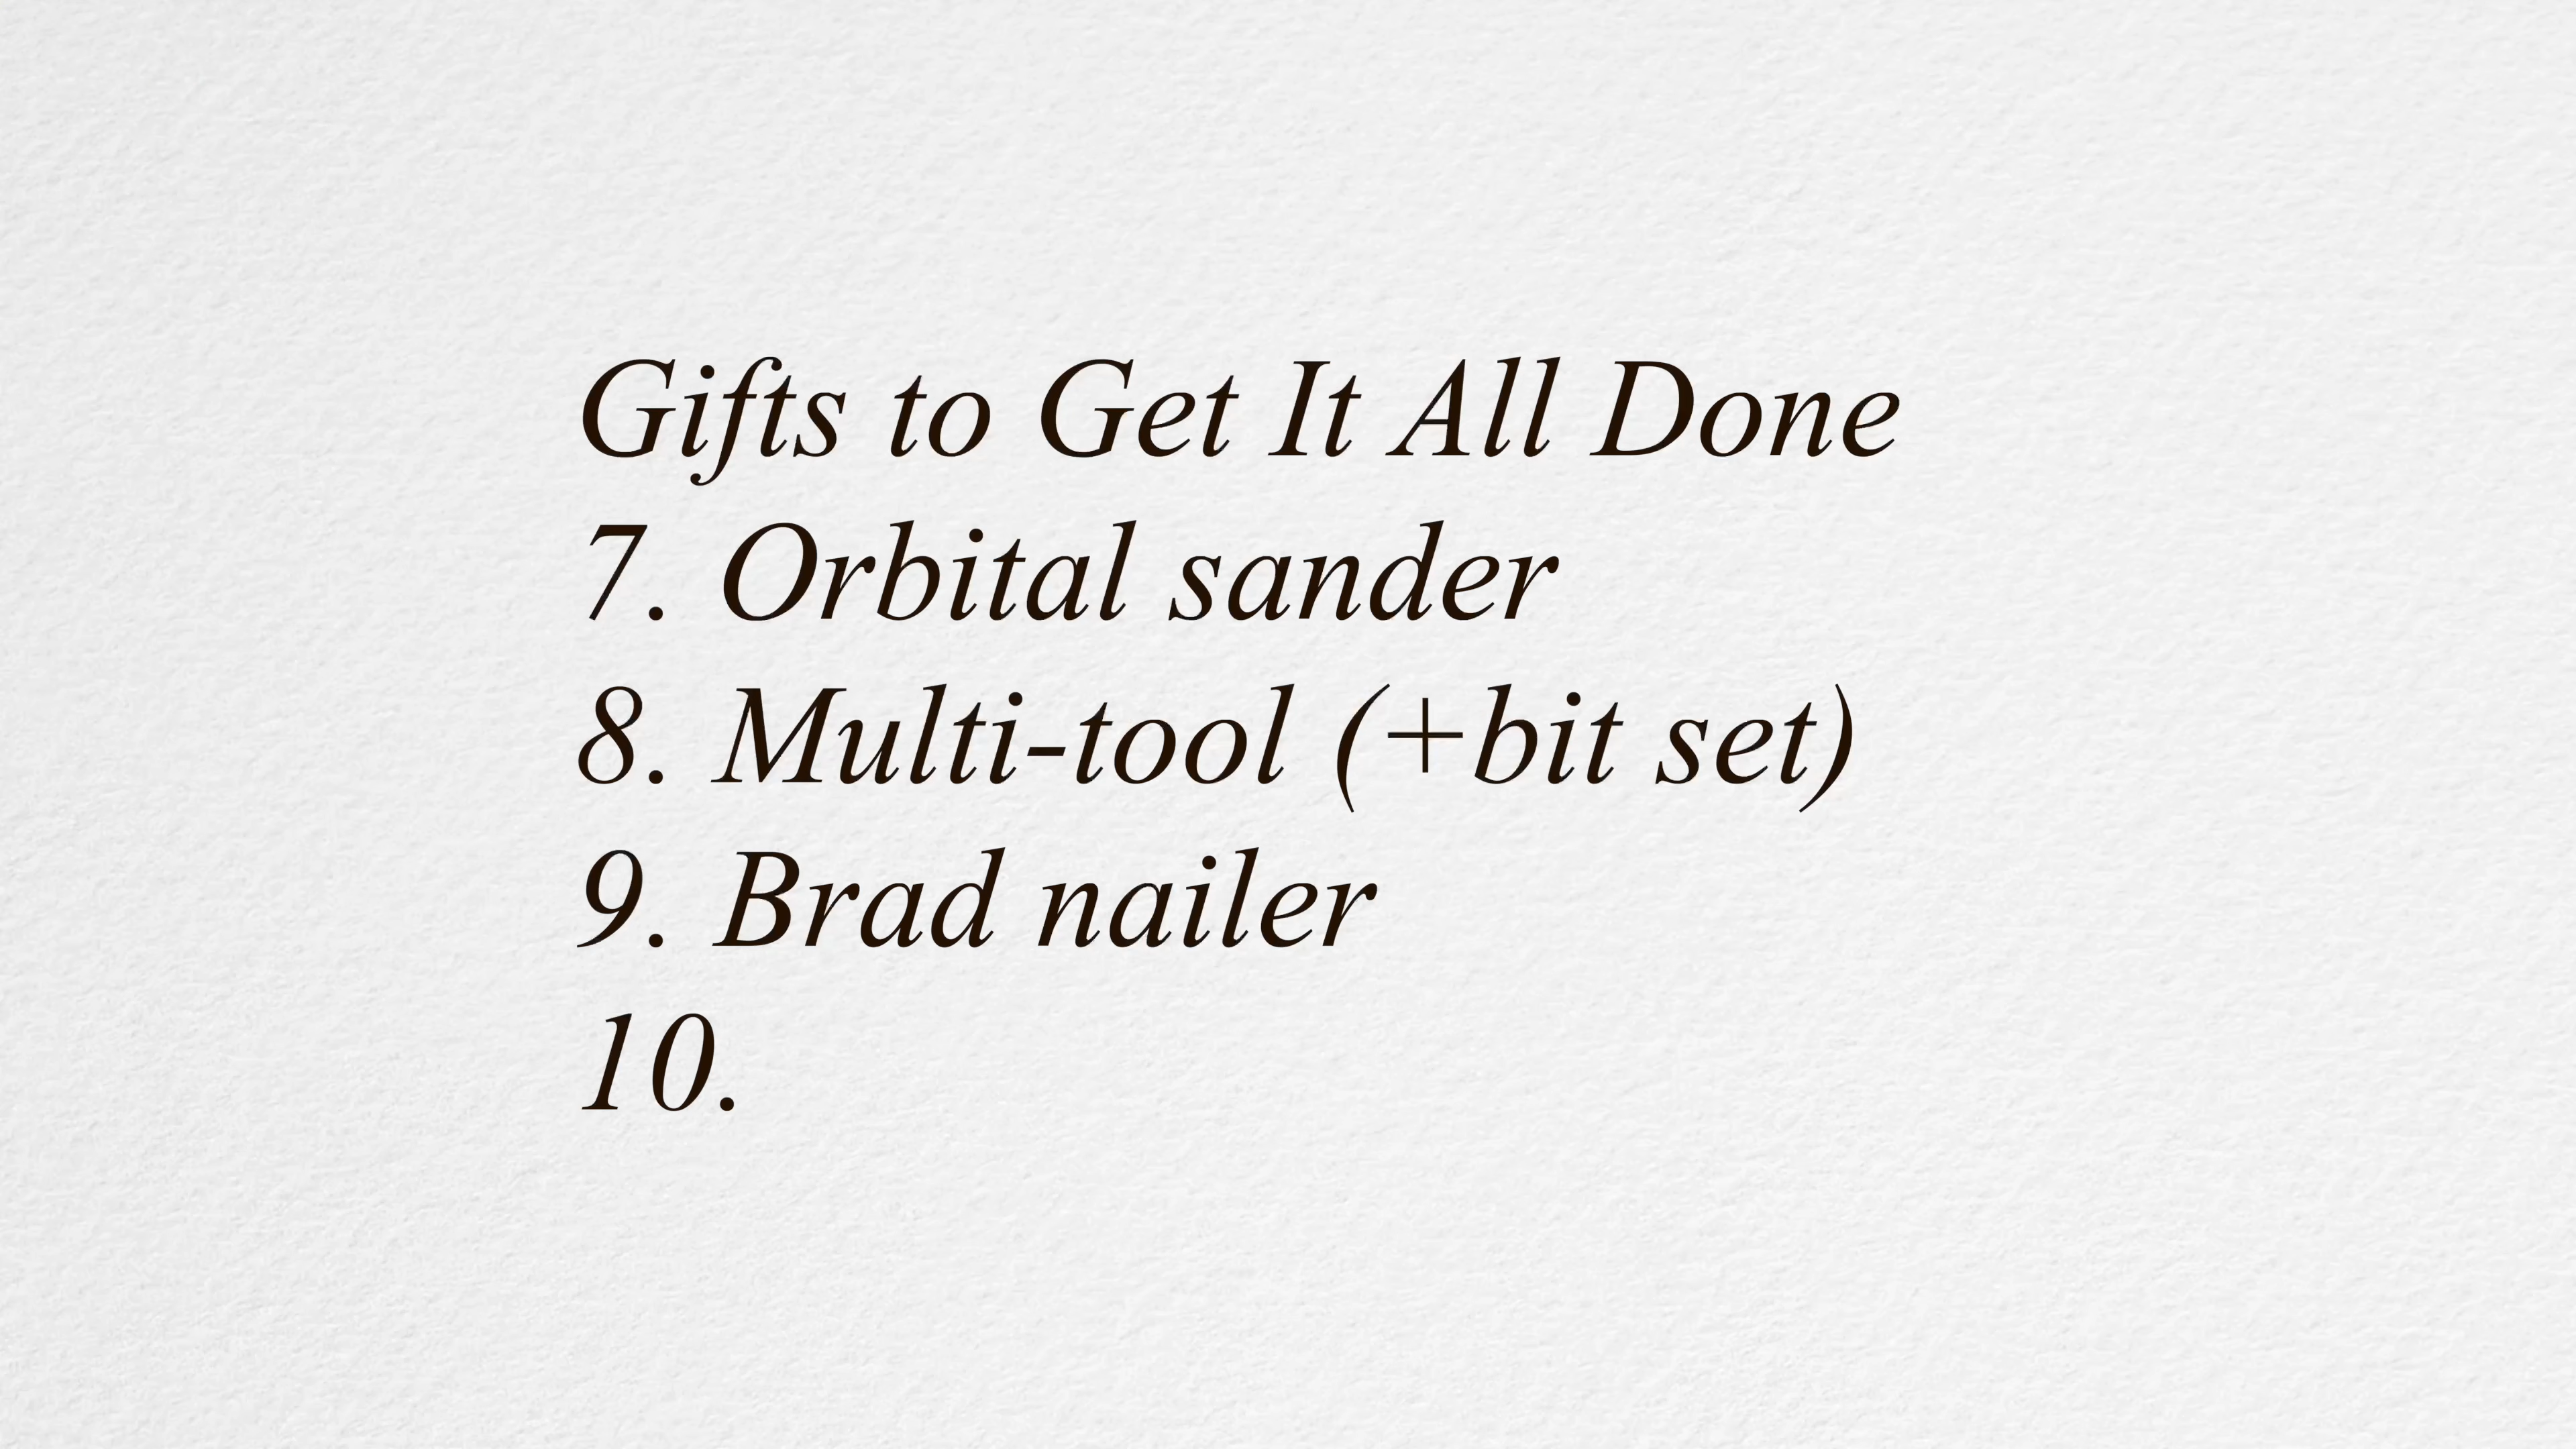 Gifts to Get It All Done
7. Orbital sander
8. Multi-tool (+bit set)
9. Brad nailer
10.